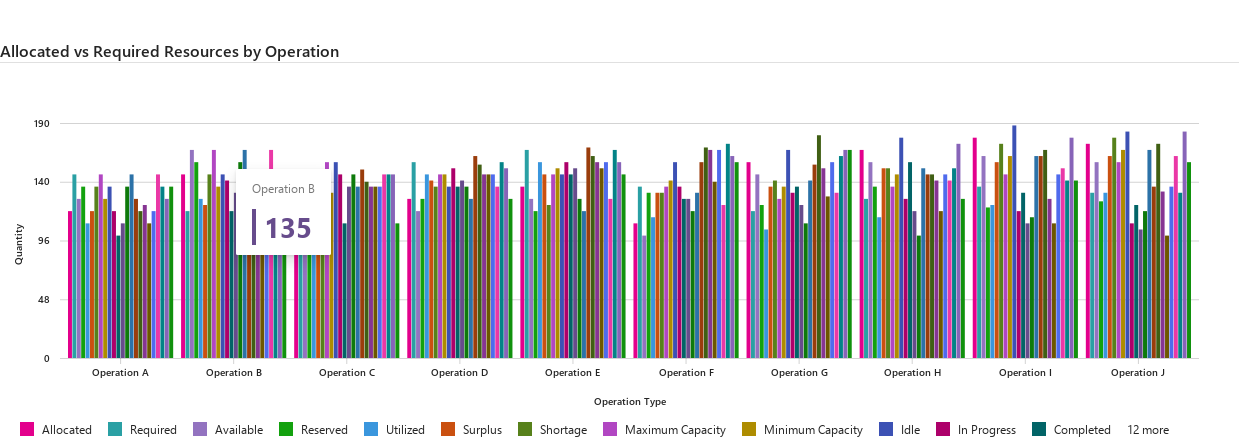 Allocated vs Required Resources by Operation
190
140
96
48
0
Quantity
Operation B
135
Operation A Operation B Operation C Operation D Operation E Operation F Operation G Operation H Operation I Operation J
Operation Type
Allocated Required Available Reserved Utilized Surplus Shortage Maximum Capacity Minimum Capacity Idle In Progress Completed 12 more